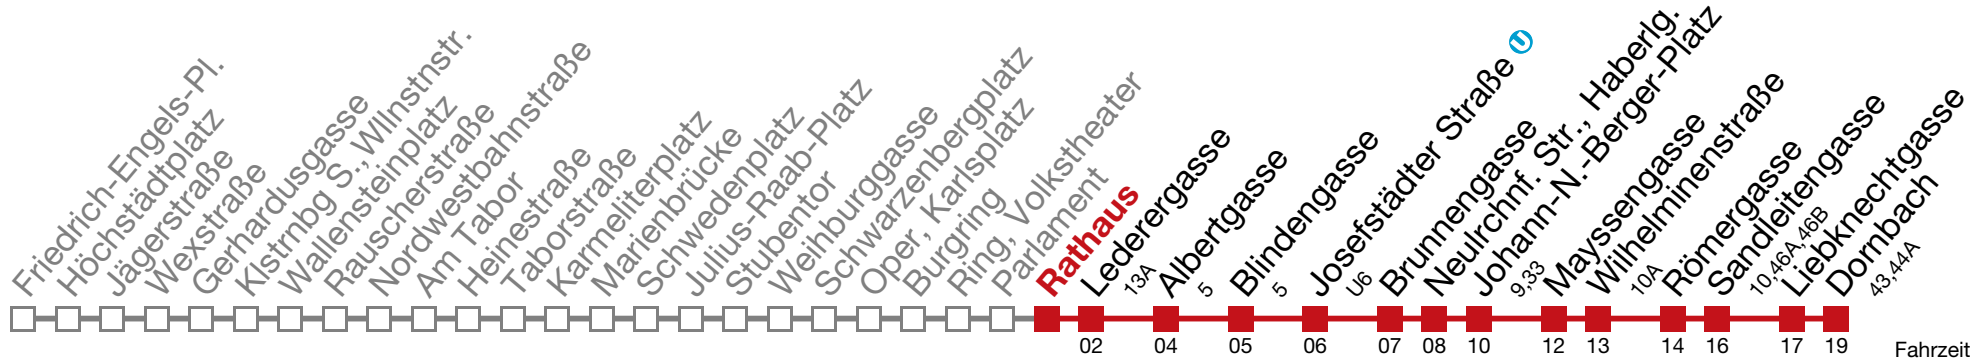 Friedrich-Engels-Pl.
Höchstädtplatz
Jägerstraße
Wexstraße
Gerhardusgasse
Klstrnbg S., Wllnstnstr.
Wallensteinplatz
Rauscherstraße
Nordwestbahnstraße
Am Tabor
Heinestraße
Taborstraße
Karmeliterplatz
Marienbrücke
Schwedenplatz
Julius-Raab-Platz
Stubentor
Weihburggasse
Schwarzenbergplatz
Oper, Karlsplatz
Burgring
Ring, Volkstheater
Parlament
Rathaus
Lederergasse
13A
Albertgasse
5
Blindengasse
5
Josefstädter Straße U
U6
Brunnengasse
Neulrchnf. Str., Haberlg.
Johann-N.-Berger-Platz
9,33
Mayssengasse
Wilhelminenstraße
10A
Römergasse
Sandleitengasse
10,46A,46B
Liebknechtgasse
Dornbach
43,44A
02 04 05 06 07 08 10 12 13 14 16 17 19 Fahrzeit